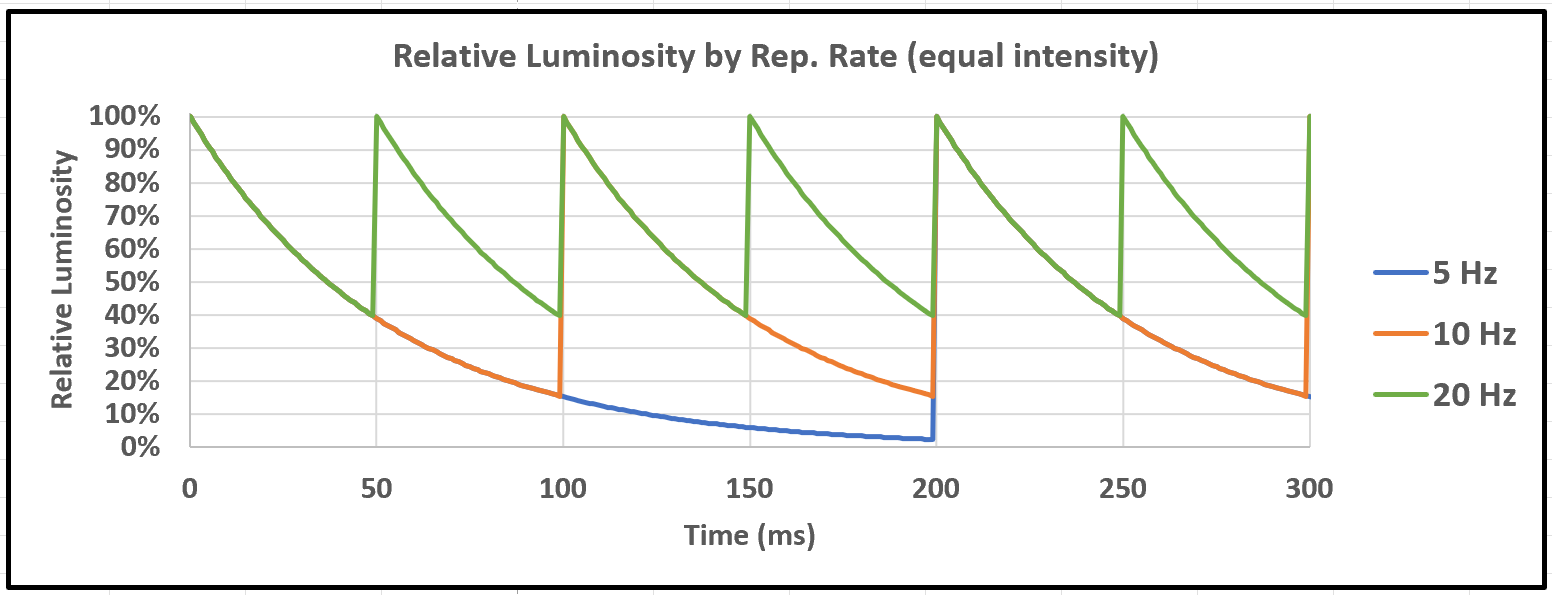 Relative Luminosity by Rep. Rate (equal intensity)
100%
90%
80%
70%
60%
50%
40%
30%
20%
10%
0%
Relative Luminosity
0 50 100 150 200 250 300
Time (ms)
5 Hz
10 Hz
20 Hz